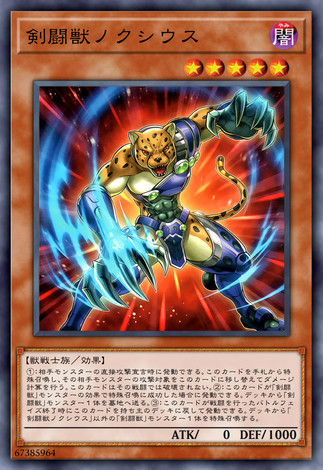 剣闘獣ノクシウス
やみ
闇
【獣戦士族／効果】
①:相手モンスターの直接攻撃宣言時に発動できる。このカードを手札から特
殊召喚し、その相手モンスターの攻撃対象をこのカードに移し替えてダメージ
計算を行う。このカードはその戦闘では破壊されない。②:このカードが「剣闘
獣」モンスターの効果で特殊召喚に成功した場合に発動できる。デッキから「剣
闘獣」モンスター１体を墓地へ送る。③:このカードが戦闘を行ったバトルフェ
イズ終了時にこのカードを持ち主のデッキに戻して発動できる。デッキから「
剣闘獣ノクシウス」以外の「剣闘獣」モンスター１体を特殊召喚する。
ATK/ 0 DEF/1000
67385964